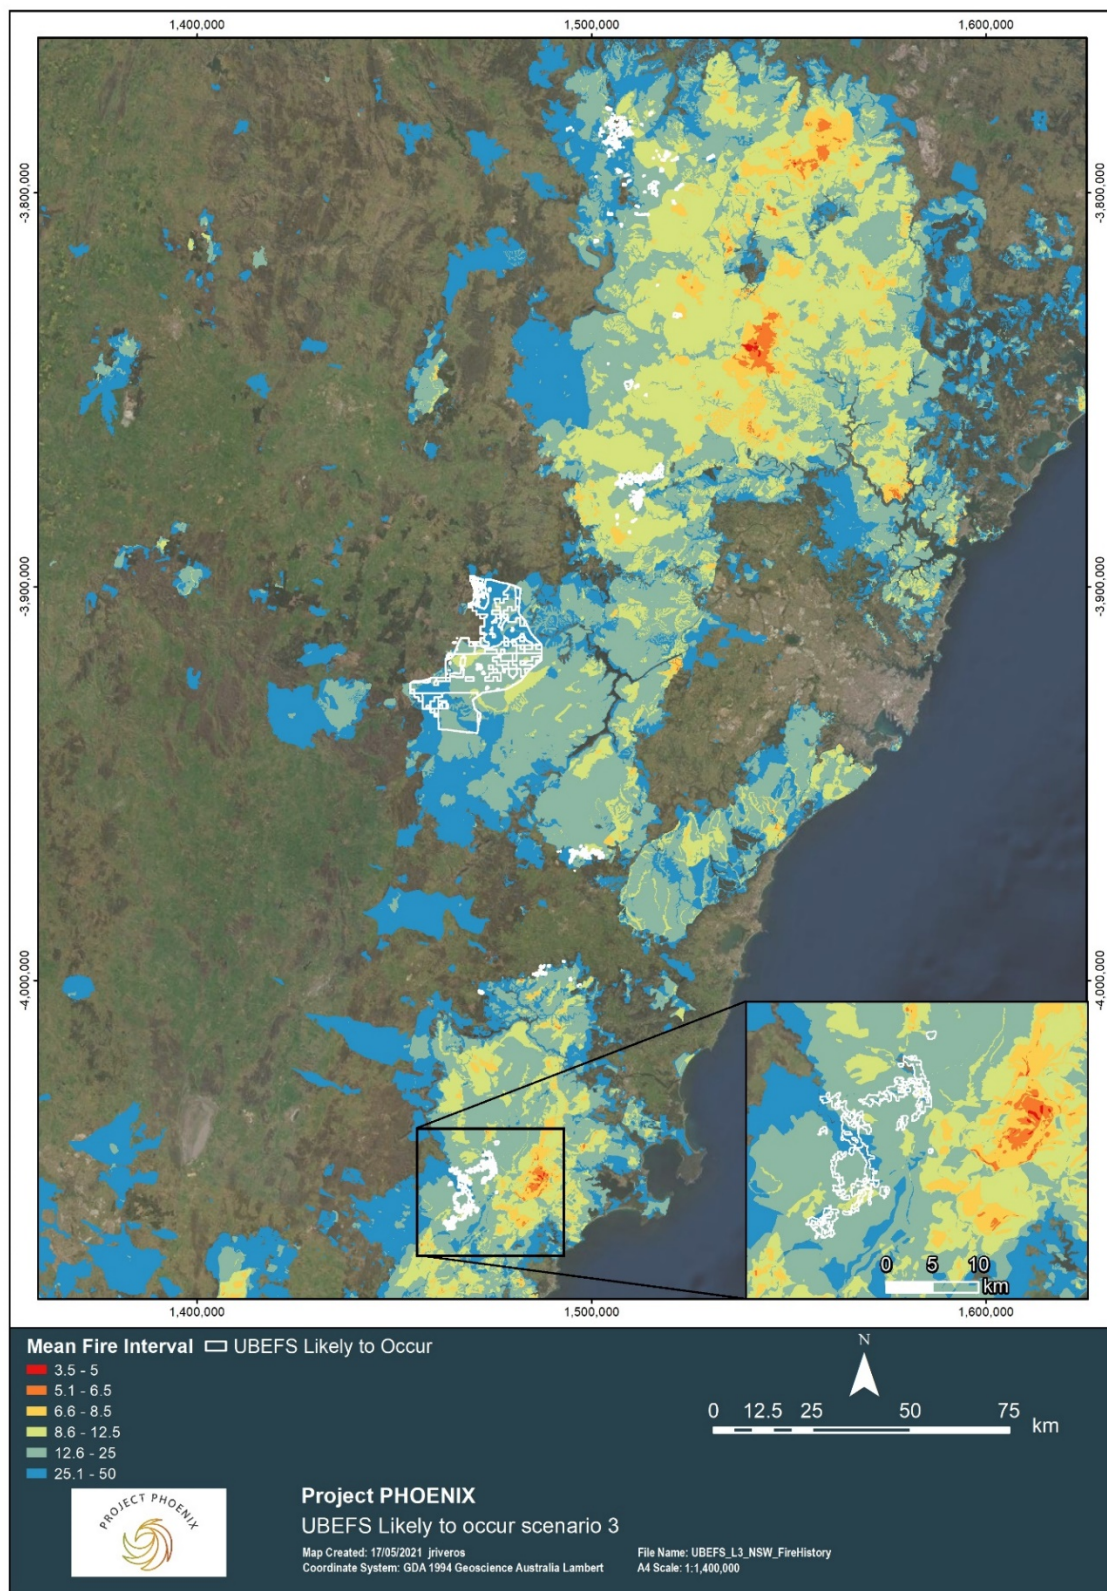 1,400,000 1,500,000 1,600,000
-3,800,000 -3,800,000
-3,900,000 -3,900,000
-4,000,000 -4,000,000
0 5 10
km
1,400,000 1,500,000 1,600,000
Mean Fire Interval UBEFS Likely to Occur
3.5 - 5
5.1 - 6.5
6.6 - 8.5
8.6 - 12.5
12.6 - 25
25.1 - 50
N
0 12.5 25 50 75
km
PROJECT PHOENIX
Project PHOENIX
UBEFS Likely to occur scenario 3
Map Created: 17/05/2021 jriveros File Name: UBEFS_L3_NSW_FireHistory
Coordinate System: GDA 1994 Geoscience Australia Lambert A4 Scale: 1:1,400,000